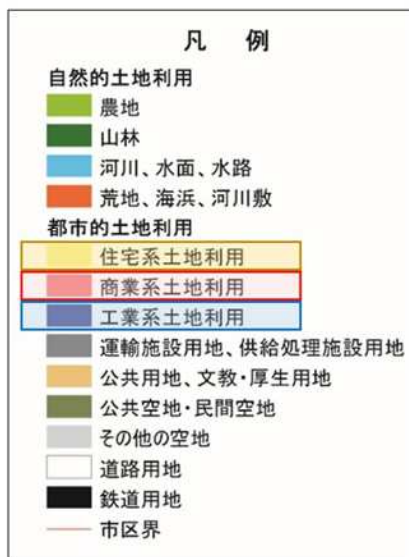 凡 例
自然的土地利用
農地
山林
河川、水面、水路
荒地、海浜、河川敷
都市的土地利用
住宅系土地利用
商業系土地利用
工業系土地利用
運輸施設用地、供給処理施設用地
公共用地、文教・厚生用地
公共空地・民間空地
その他の空地
道路用地
鉄道用地
市区界